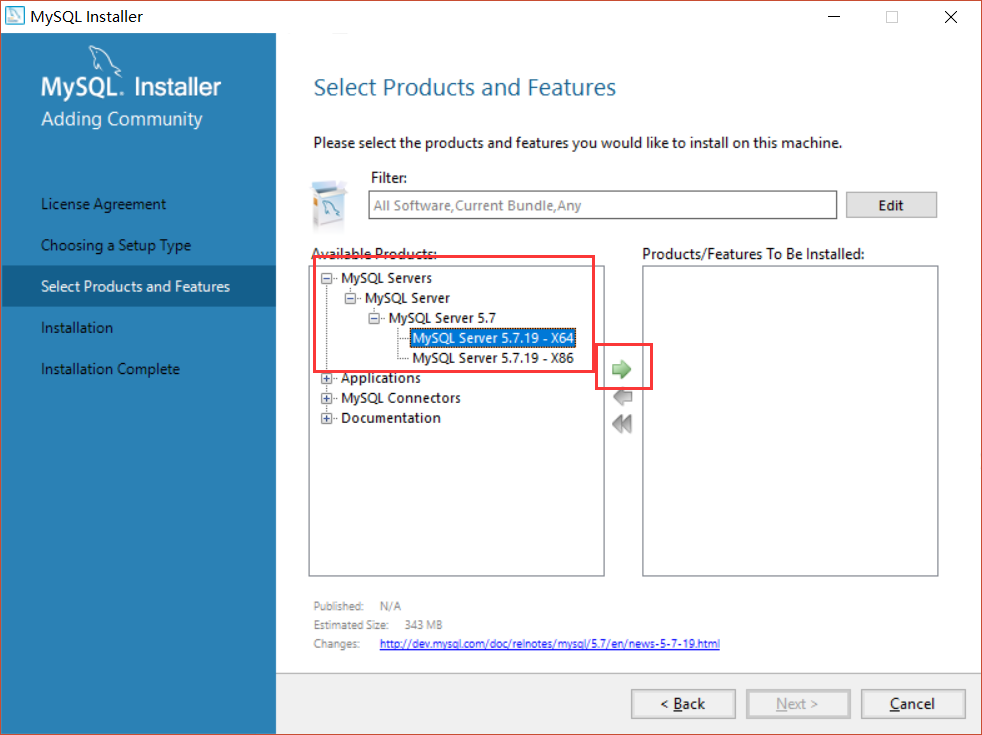 MySQL Installer
MySQL. Installer
Adding Community
License Agreement
Choosing a Setup Type
Select Products and Features
Installation
Installation Complete
Select Products and Features
Please select the products and features you would like to install on this machine.
Filter:
All Software,Current Bundle,Any
Edit
Available Products:
MySQL Servers
MySQL Server
MySQL Server 5.7
MySQL Server 5.7.19 - X64
MySQL Server 5.7.19 - X86
Applications
MySQL Connectors
Documentation
Products/Features To Be Installed:
Published: N/A
Estimated Size: 343 MB
Changes: http://dev.mysql.com/doc/relnotes/mysql/5.7/en/news-5-7-19.html
< Back
Next >
Cancel